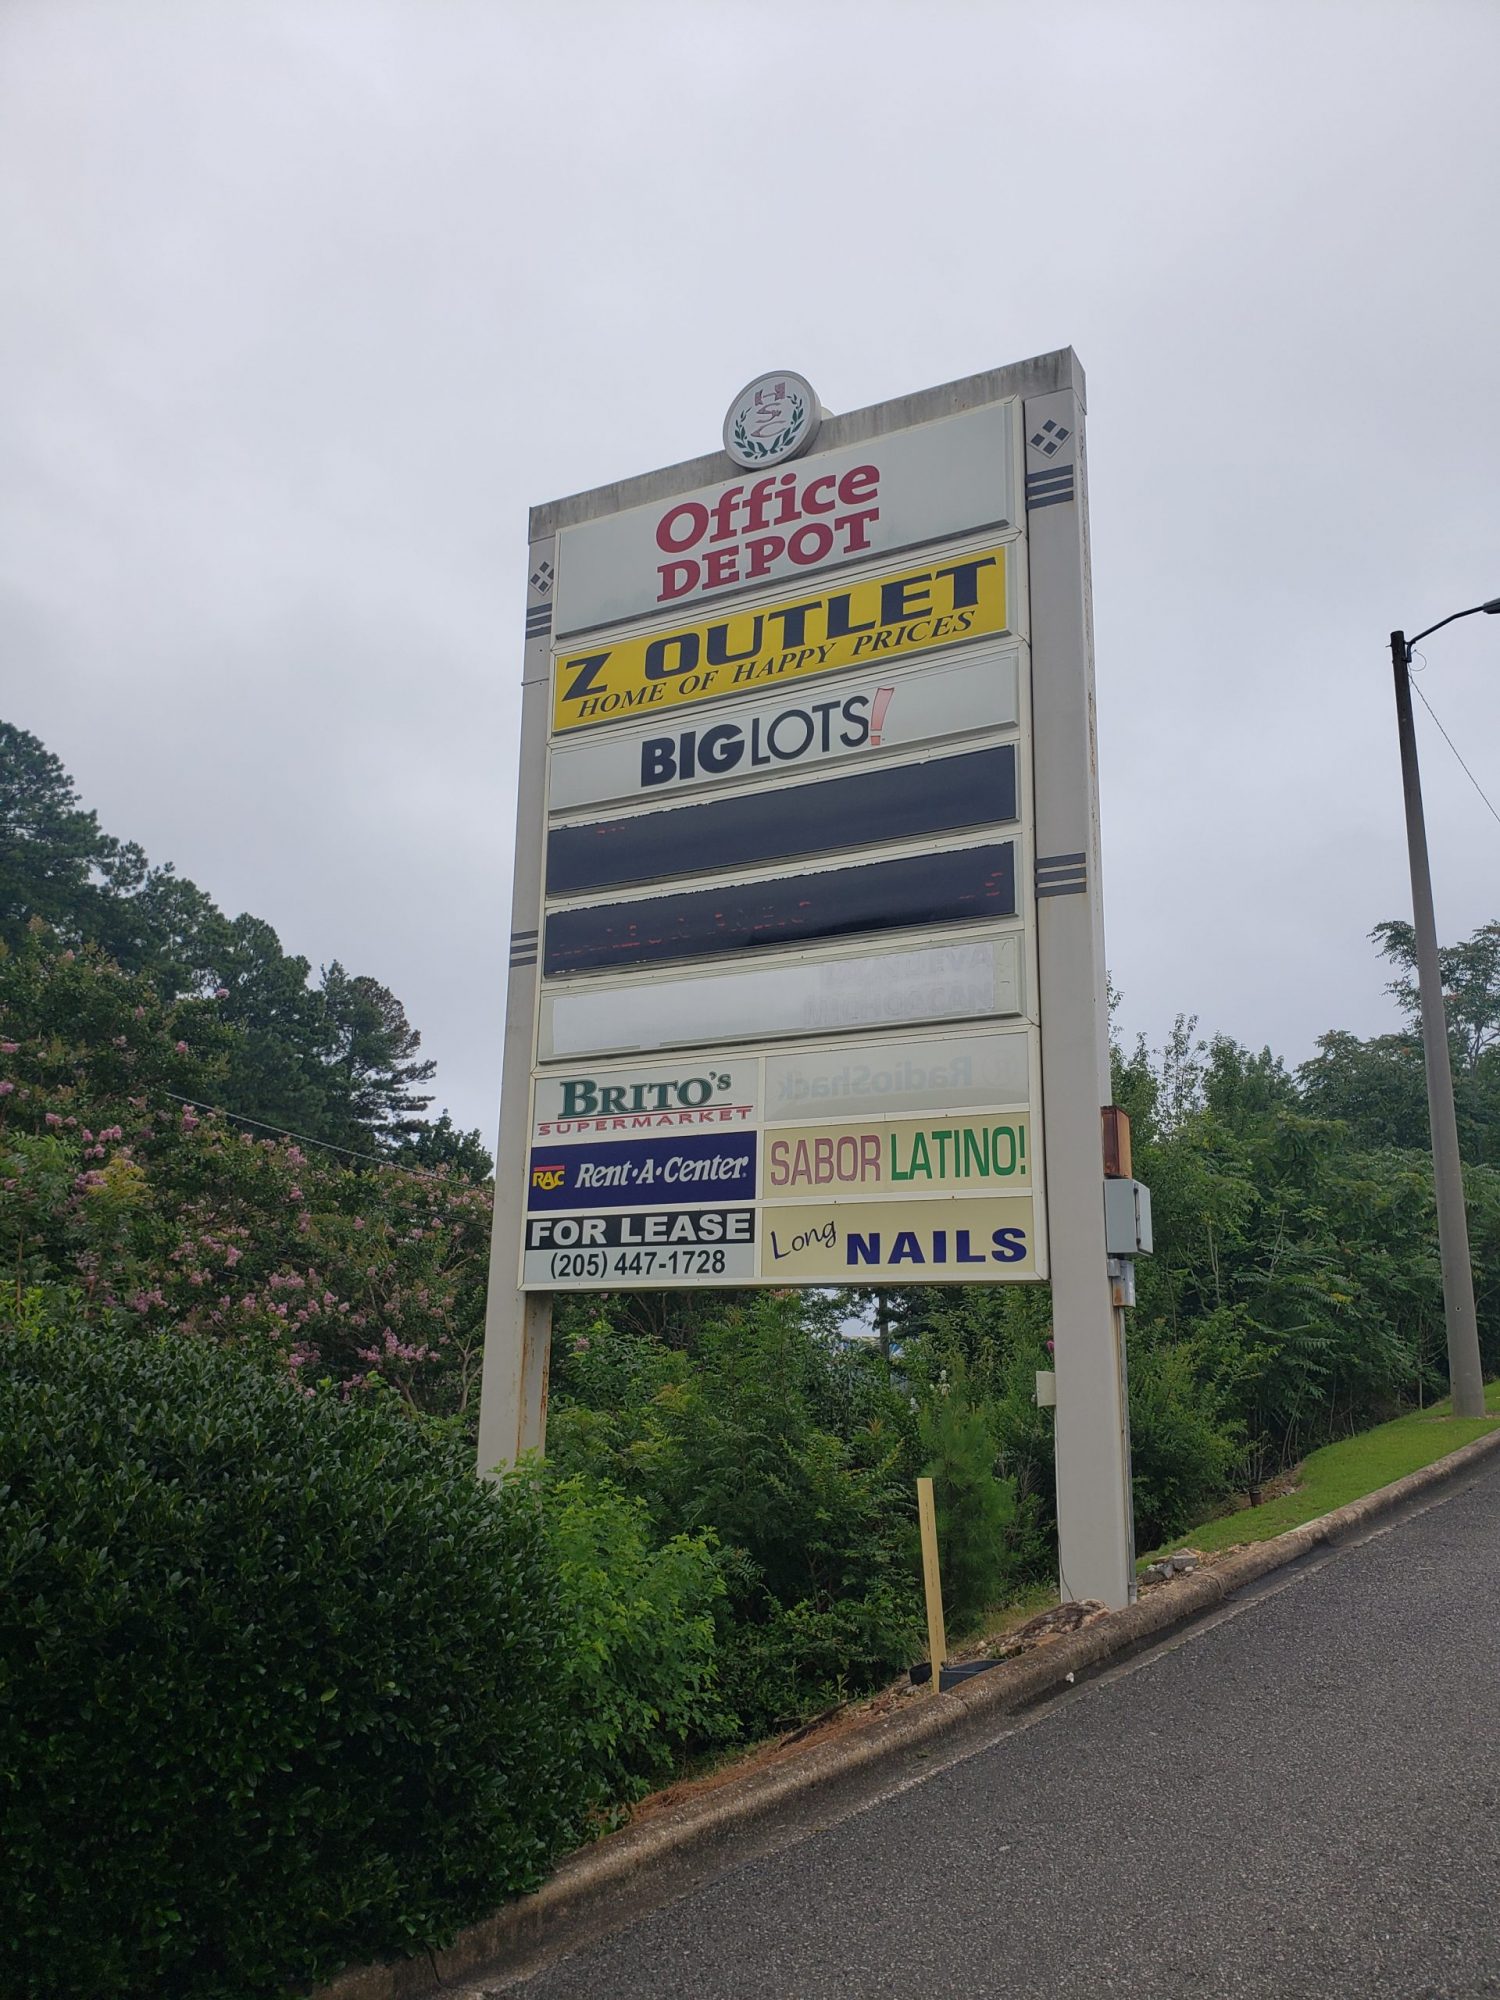 HSC
Office
DEPOT
Z OUTLET
HOME OF HAPPY PRICES
BIG LOTS!
BRITO'S
SUPERMARKET
RadioShack
RAC Rent-A-Center
SABOR LATINO!
FOR LEASE
(205) 447-1728
Long NAILS